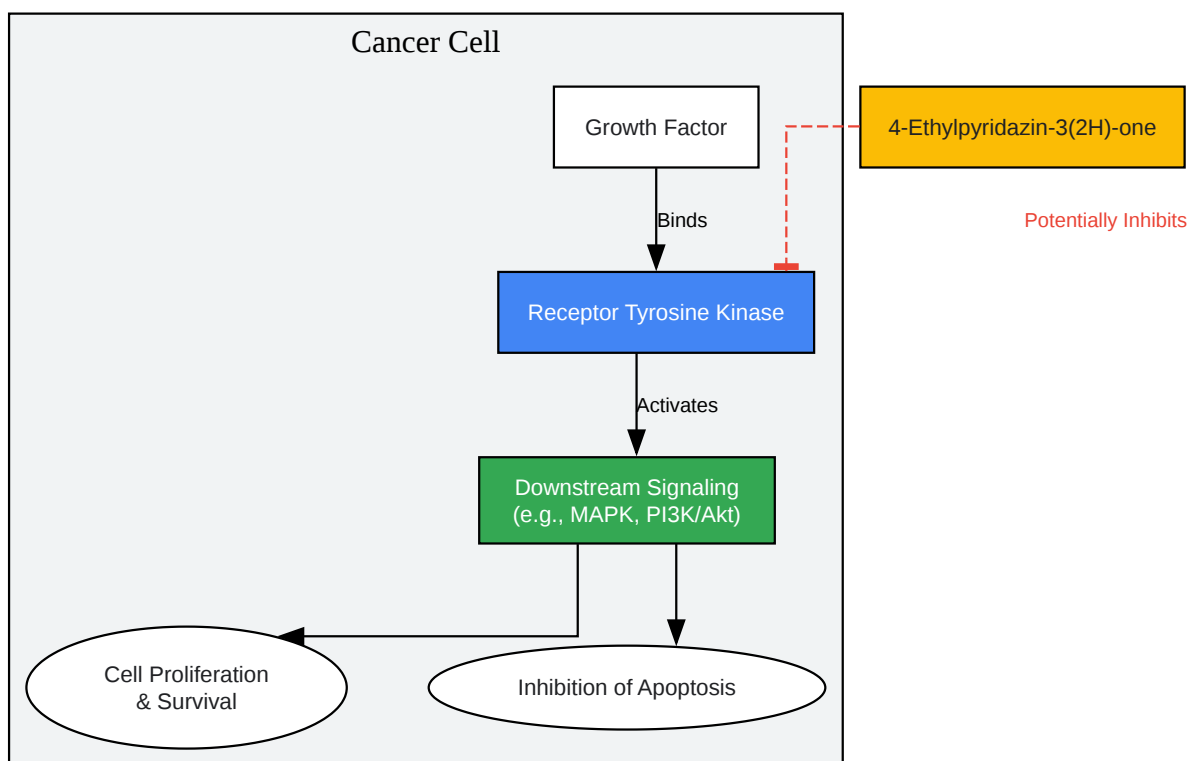 Cancer Cell
Growth Factor
4-Ethylpyridazin-3(2H)-one
Binds
Potentially Inhibits
Receptor Tyrosine Kinase
Activates
Downstream Signaling
(e.g., MAPK, PI3K/Akt)
Cell Proliferation
& Survival
Inhibition of Apoptosis